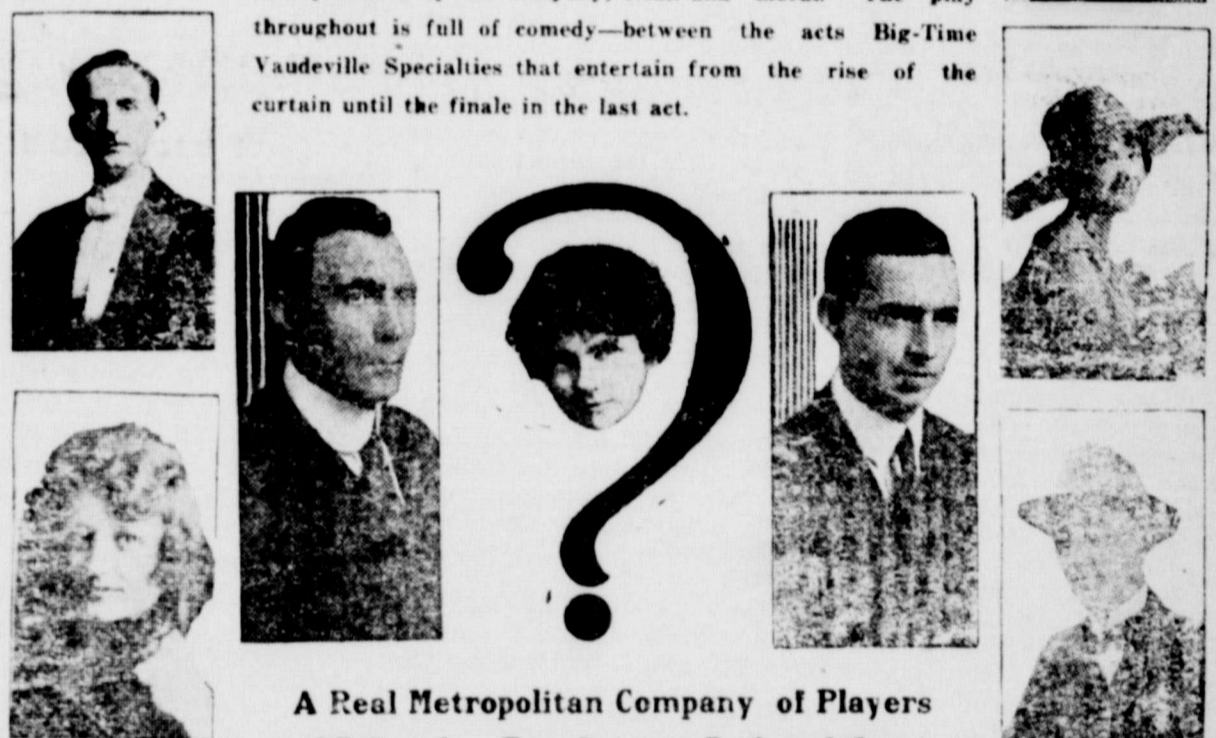 throughout is full of comedy—between the acts Big-Time
Vaudeville Specialties that entertain from the rise of the
curtain until the finale in the last act.
?
A Real Metropolitan Company of Players